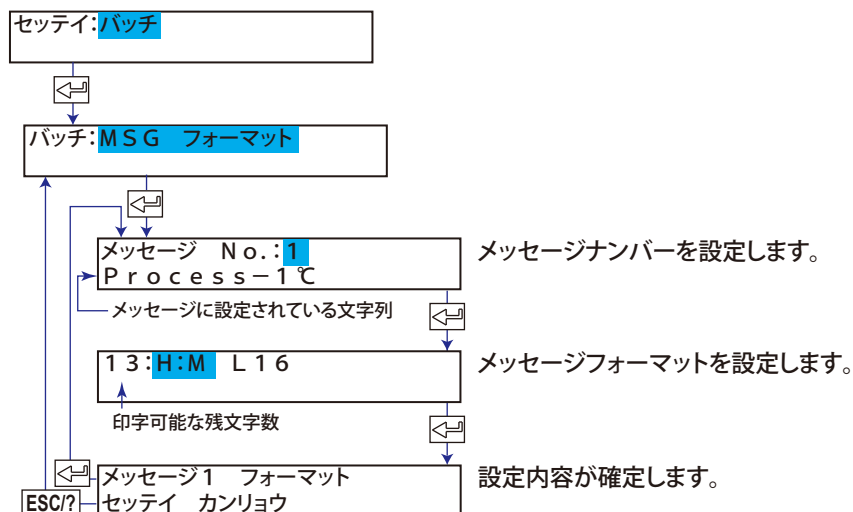 セッテイ:バッチ
バッチ:MSG フォーマット
メッセージ No.:1
Process−1℃
メッセージナンバーを設定します。
メッセージに設定されている文字列
13:H:M L16
メッセージフォーマットを設定します。
印字可能な残文字数
メッセージ1 フォーマット
設定内容が確定します。
ESC/?
セッテイ カンリョウ